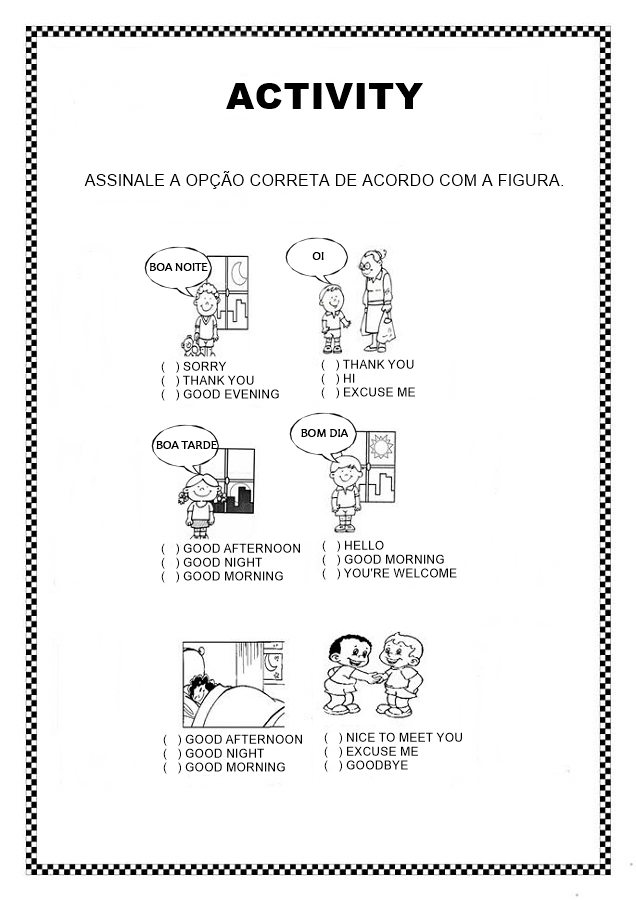 ACTIVITY
ASSINALE A OPÇÃO CORRETA DE ACORDO COM A FIGURA.
BOA NOITE
( ) SORRY
( ) THANK YOU
( ) GOOD EVENING
OI
( ) THANK YOU
( ) HI
( ) EXCUSE ME
BOA TARDE
( ) GOOD AFTERNOON
( ) GOOD NIGHT
( ) GOOD MORNING
BOM DIA
( ) HELLO
( ) GOOD MORNING
( ) YOU'RE WELCOME
( ) GOOD AFTERNOON
( ) GOOD NIGHT
( ) GOOD MORNING
( ) NICE TO MEET YOU
( ) EXCUSE ME
( ) GOODBYE